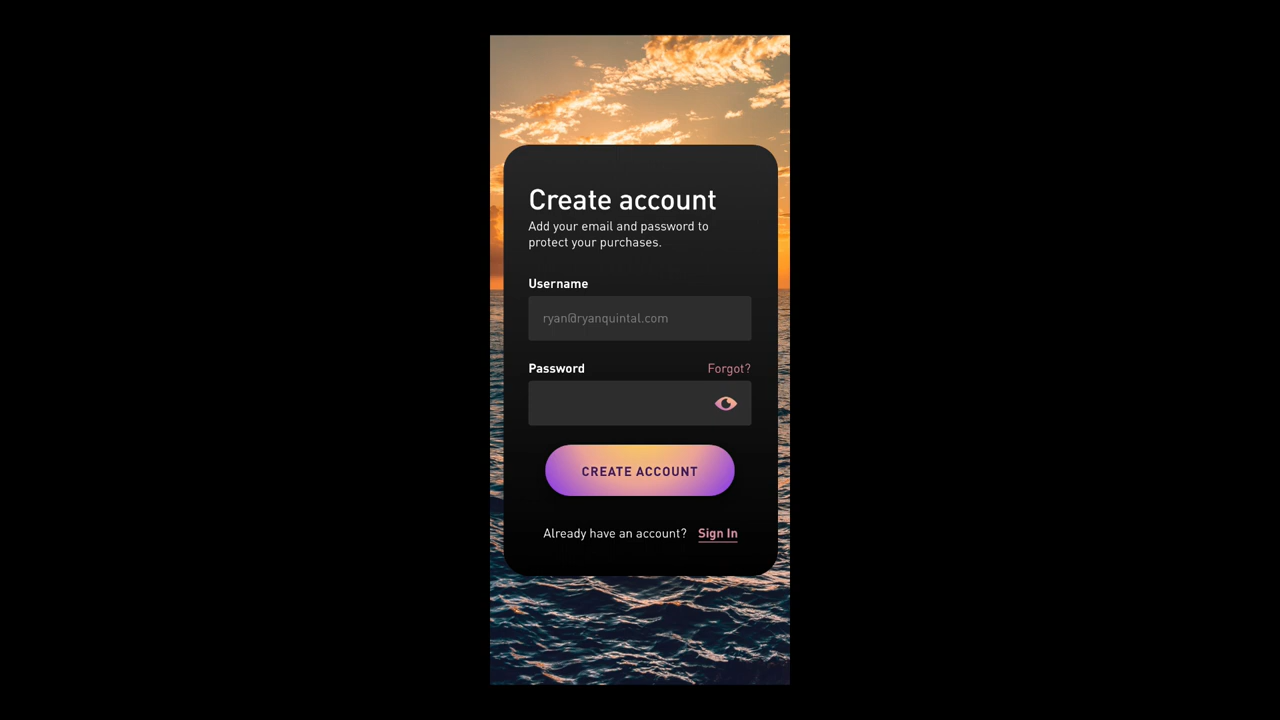 Create account
Add your email and password to
protect your purchases.
Username
ryan@ryanquintal.com
Password Forgot?
CREATE ACCOUNT
Already have an account? Sign In